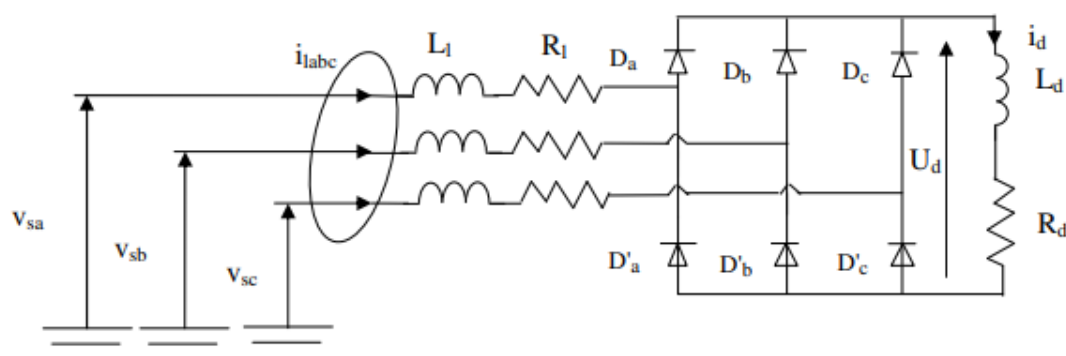 i_labc
L_l
R_l
D_a
D_b
D_c
i_d
L_d
U_d
R_d
v_sa
v_sb
v_sc
D'_a
D'_b
D'_c